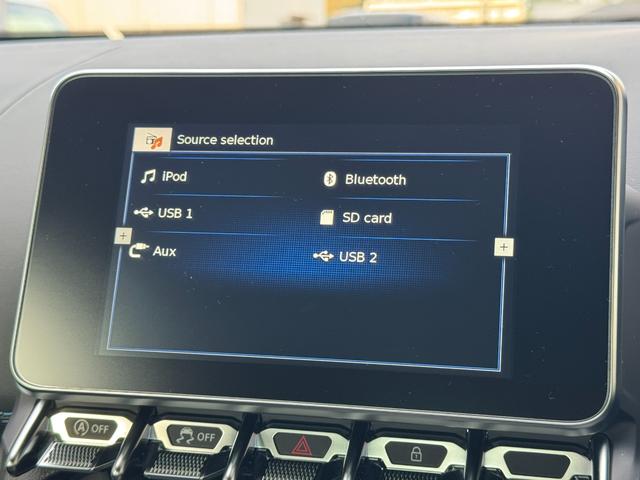 Source selection
iPod
Bluetooth
USB 1
SD card
Aux
USB 2
A OFF
OFF